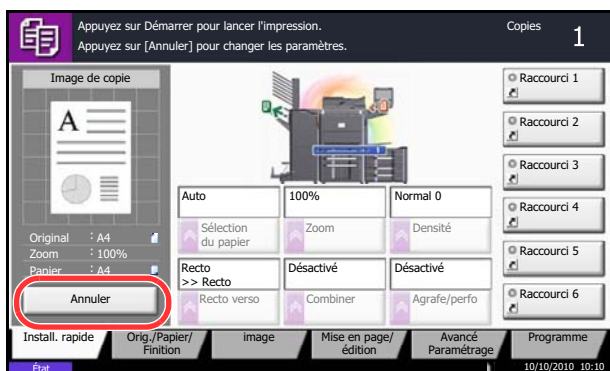 Appuyez sur Démarrer pour lancer l'impression.
Appuyez sur [Annuler] pour changer les paramètres.
Copies
1
Image de copie
A
Original : A4
Zoom : 100%
Papier : A4
Annuler
Auto
Sélection
du papier
100%
Zoom
Normal 0
Densité
Recto
>> Recto
Recto verso
Désactivé
Combiner
Désactivé
Agrafe/perfo
Raccourci 1
Raccourci 2
Raccourci 3
Raccourci 4
Raccourci 5
Raccourci 6
Install. rapide
Orig./Papier/
Finition
image
Mise en page/
édition
Avancé
Paramétrage
Programme
État
10/10/2010 10:10